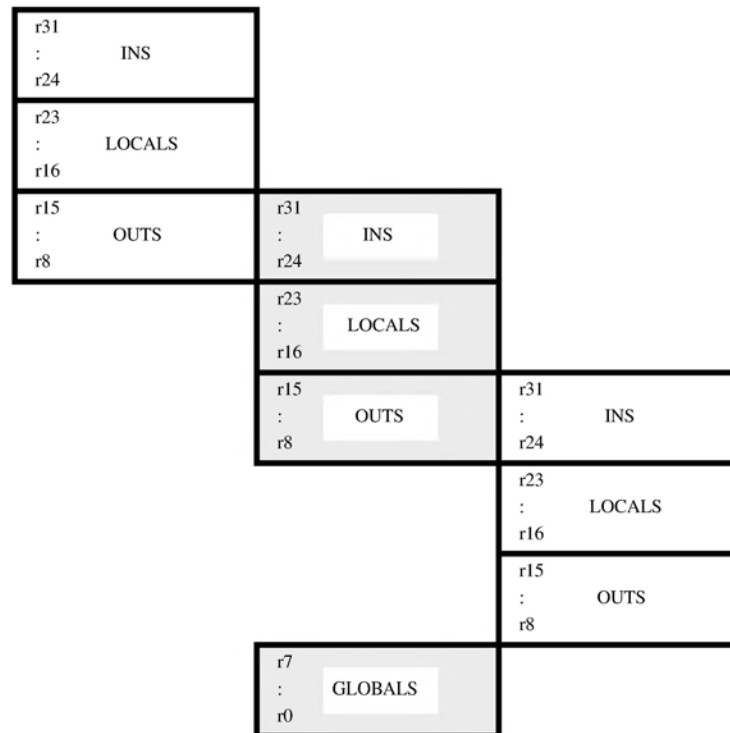 r31
: INS
r24
r23
: LOCALS
r16
r15
: OUTS
r8
r31
: INS
r24
r23
: LOCALS
r16
r15
: OUTS
r8
r31
: INS
r24
r23
: LOCALS
r16
r15
: OUTS
r8
r7
: GLOBALS
r0